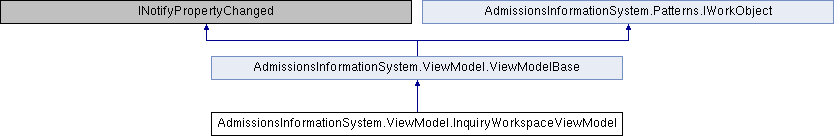 INotifyPropertyChanged
AdmissionsInformationSystem.Patterns.IWorkObject
AdmissionsInformationSystem.ViewModel.ViewModelBase
AdmissionsInformationSystem.ViewModel.InquiryWorkspaceViewModel